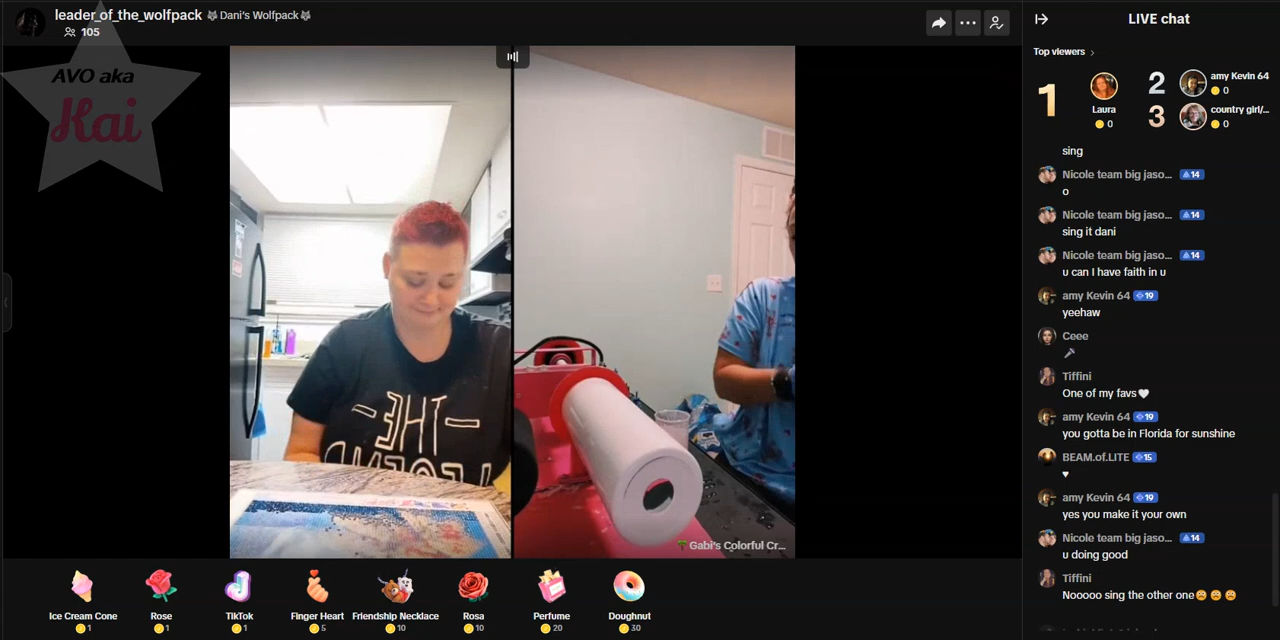 leader_of_the_wolfpack 🐺Dani's Wolfpack🐺
105
AVO aka
Kai
THE
LEGEND
🌴Gabi's Colorful Cr...
Ice Cream Cone
1
Rose
1
TikTok
1
Finger Heart
5
Friendship Necklace
10
Rosa
10
Perfume
20
Doughnut
30
LIVE chat
Top viewers >
1
Laura
0
2
amy Kevin 64
0
3
country girl/...
0
sing
Nicole team big jaso... 14
o
Nicole team big jaso... 14
sing it dani
Nicole team big jaso... 14
u can I have faith in u
amy Kevin 64 19
yeehaw
Ceee
🎤
Tiffini
One of my favs🤍
amy Kevin 64 19
you gotta be in Florida for sunshine
BEAM.of.LITE 15
♥
amy Kevin 64 19
yes you make it your own
Nicole team big jaso... 14
u doing good
Tiffini
Nooooo sing the other one😩😩😩